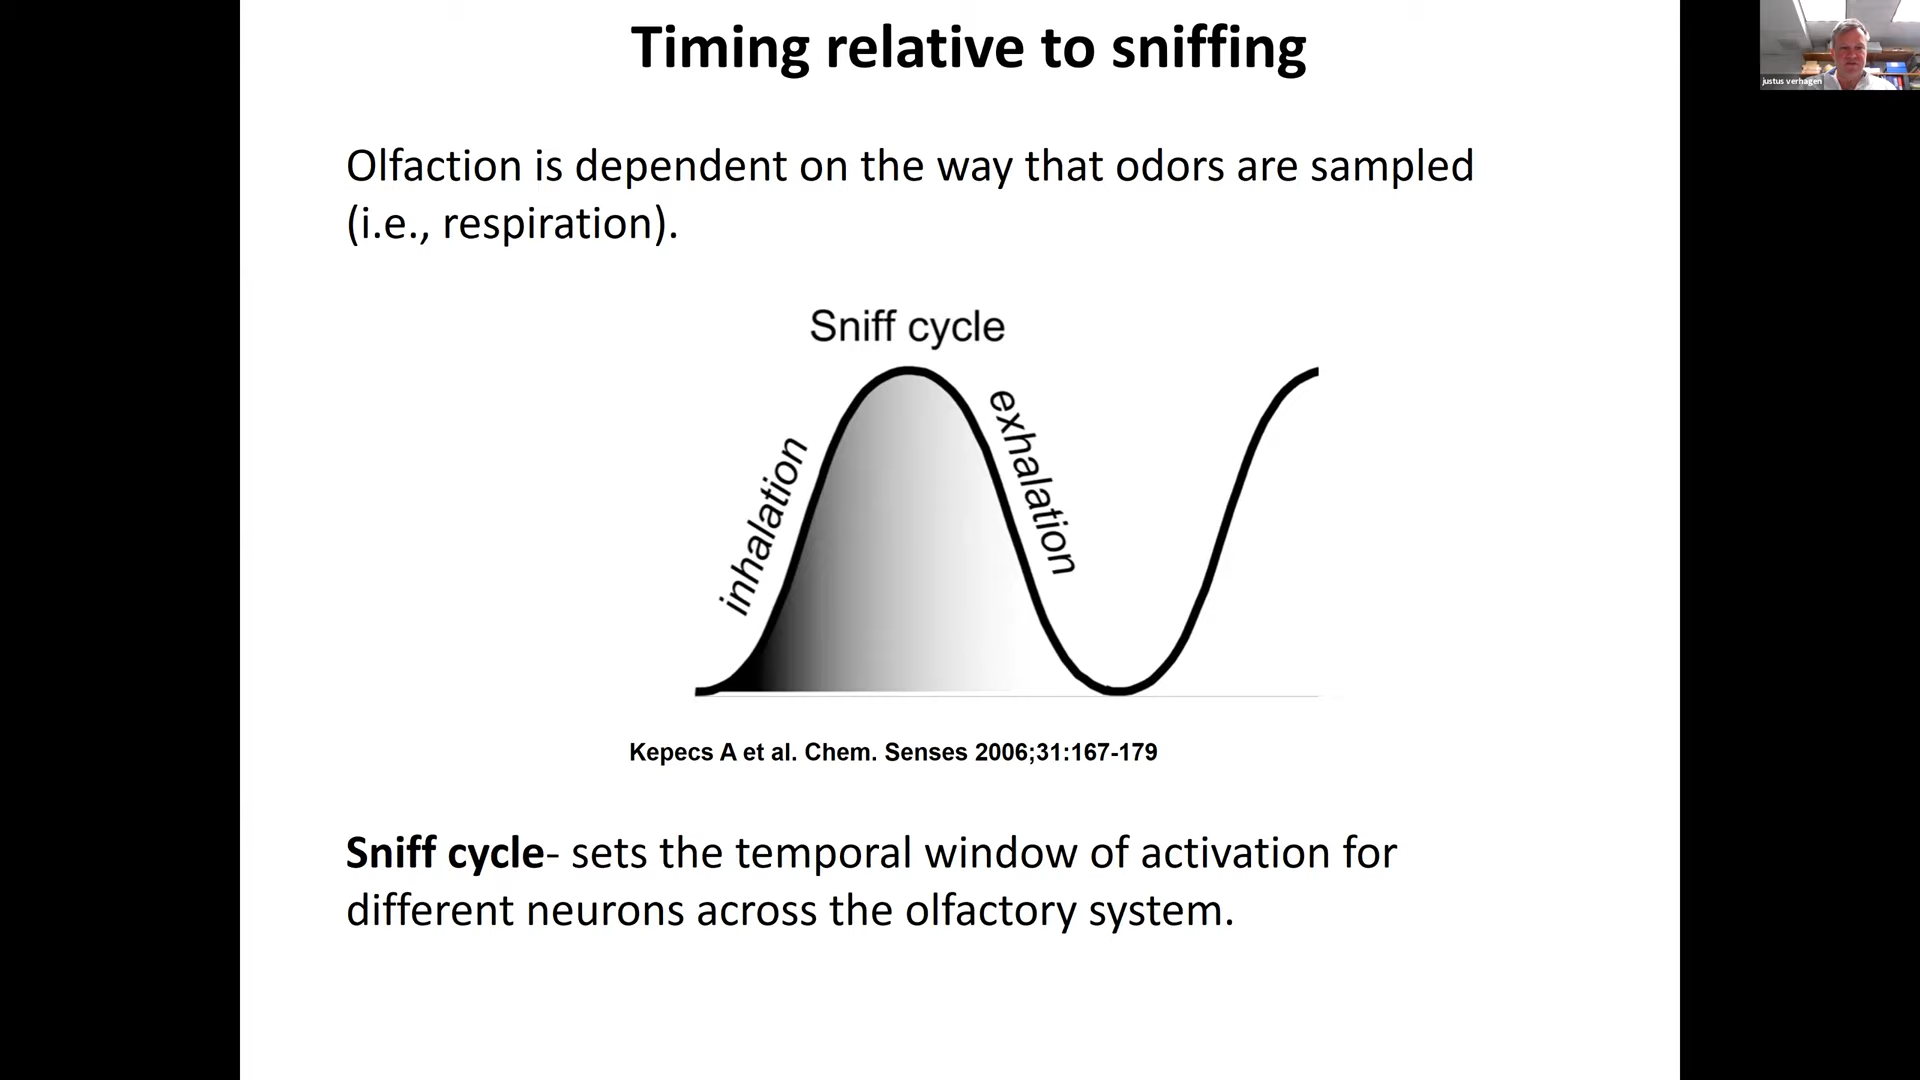 Timing relative to sniffing
justus verhagen
Olfaction is dependent on the way that odors are sampled
(i.e., respiration).
Sniff cycle
inhalation
exhalation
Kepecs A et al. Chem. Senses 2006;31:167-179
Sniff cycle- sets the temporal window of activation for
different neurons across the olfactory system.